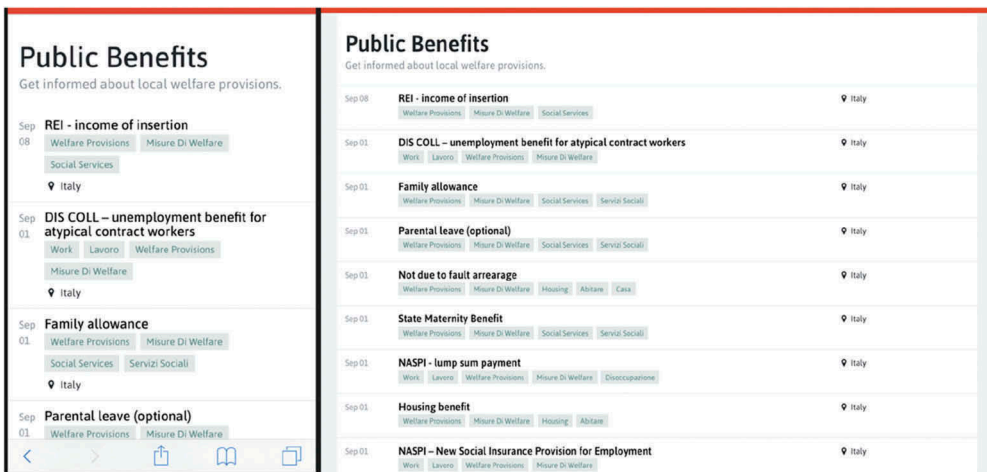 Public Benefits
Get informed about local welfare provisions.
Sep 08
REI - income of insertion
Welfare Provisions Misure Di Welfare
Social Services
Italy
Sep 01
DIS COLL – unemployment benefit for
atypical contract workers
Work Lavoro Welfare Provisions
Misure Di Welfare
Italy
Sep 01
Family allowance
Welfare Provisions Misure Di Welfare
Social Services Servizi Sociali
Italy
Sep 01
Parental leave (optional)
Welfare Provisions Misure Di Welfare
Public Benefits
Get informed about local welfare provisions.
Sep 08 REI - income of insertion Italy
Welfare Provisions Misure Di Welfare Social Services
Sep 01 DIS COLL – unemployment benefit for atypical contract workers Italy
Work Lavoro Welfare Provisions Misure Di Welfare
Sep 01 Family allowance Italy
Welfare Provisions Misure Di Welfare Social Services Servizi Sociali
Sep 01 Parental leave (optional) Italy
Welfare Provisions Misure Di Welfare Social Services Servizi Sociali
Sep 01 Not due to fault arrearage Italy
Welfare Provisions Misure Di Welfare Housing Abitare Casa
Sep 01 State Maternity Benefit Italy
Welfare Provisions Misure Di Welfare Social Services Servizi Sociali
Sep 01 NASPI - lump sum payment Italy
Work Lavoro Welfare Provisions Misure Di Welfare Disoccupazione
Sep 01 Housing benefit Italy
Welfare Provisions Misure Di Welfare Housing Abitare
Sep 01 NASPI – New Social Insurance Provision for Employment Italy
Work Lavoro Welfare Provisions Misure Di Welfare